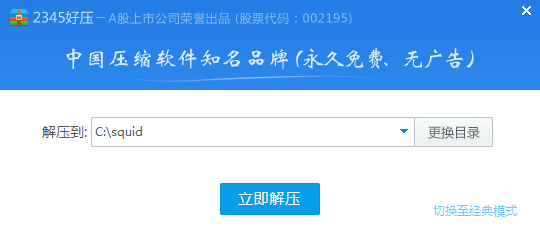 2345好压－A股上市公司荣誉出品 (股票代码：002195)
中国压缩软件知名品牌(永久免费、无广告)
解压到: C:\squid 更换目录
立即解压
切换至经典模式